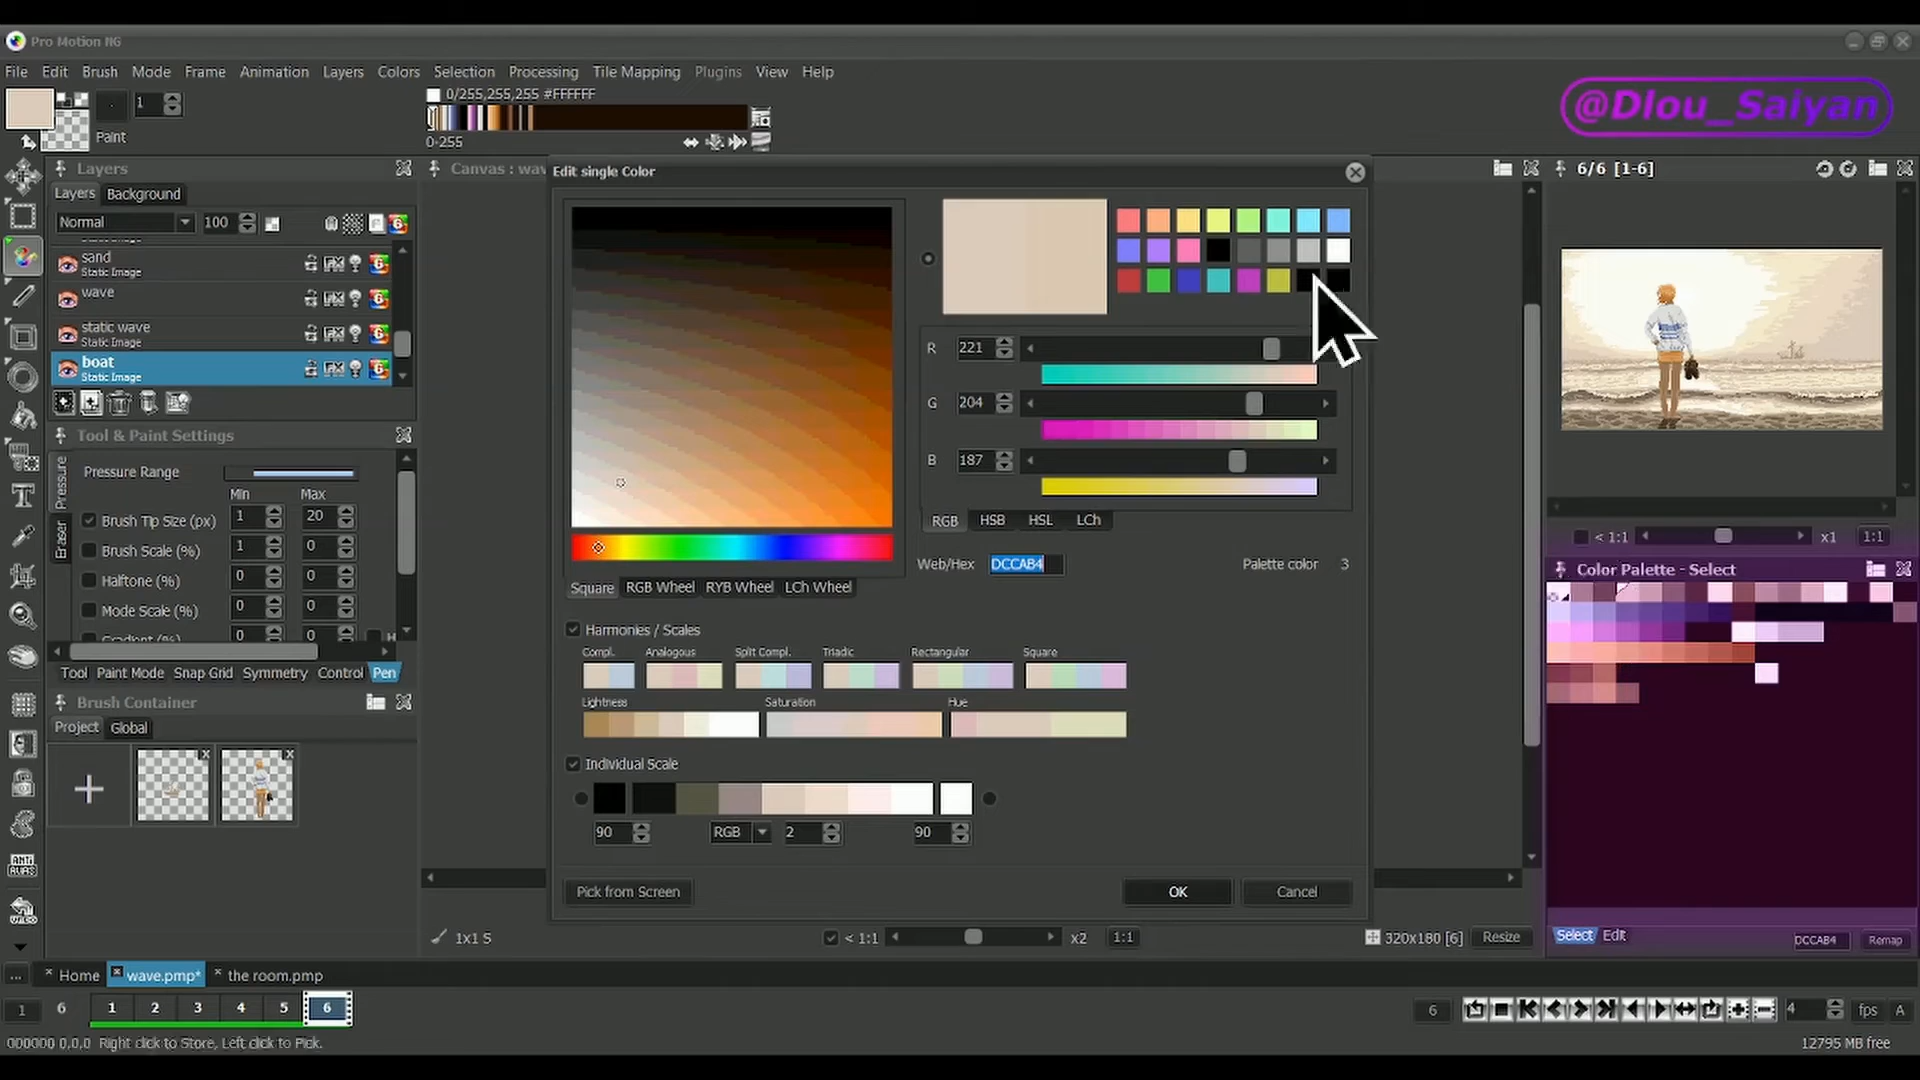 Pro Motion NG
File Edit Brush Mode Frame Animation Layers Colors Selection Processing Tile Mapping Plugins View Help
0/255,255,255 #FFFFFF
@Dlou_Saiyan
1
Paint
0-255
Layers
Canvas : wav
Edit single Color
6/6 [1-6]
Layers Background
Normal 100
sand
Static Image
wave
static wave
Static Image
boat
Static Image
R 221
G 204
B 187
RGB HSB HSL LCh
Web/Hex DCCAB4 Palette color 3
Square RGB Wheel RYB Wheel LCh Wheel
Tool & Paint Settings
Pressure
Eraser
Pressure Range
Min Max
Brush Tip Size (px) 1 20
Brush Scale (%) 1 0
Halftone (%) 0 0
Mode Scale (%) 0 0
0 0
Tool Paint Mode Snap Grid Symmetry Control Pen
Harmonies / Scales
Compl. Analogous Split Compl. Triadic Rectangular Square
Lightness Saturation Hue
Individual Scale
90 RGB 2 90
Pick from Screen OK Cancel
Brush Container
Project Global
< 1:1 x1 1:1
Color Palette - Select
Select Edit DCCAB4 Remap
1x1 S < 1:1 x2 1:1 320x180 [6] Resize
... Home wave.pmp* the room.pmp
1 6 1 2 3 4 5 6 6 4 fps A
000000 0,0,0 Right click to Store, Left click to Pick. 12795 MB free